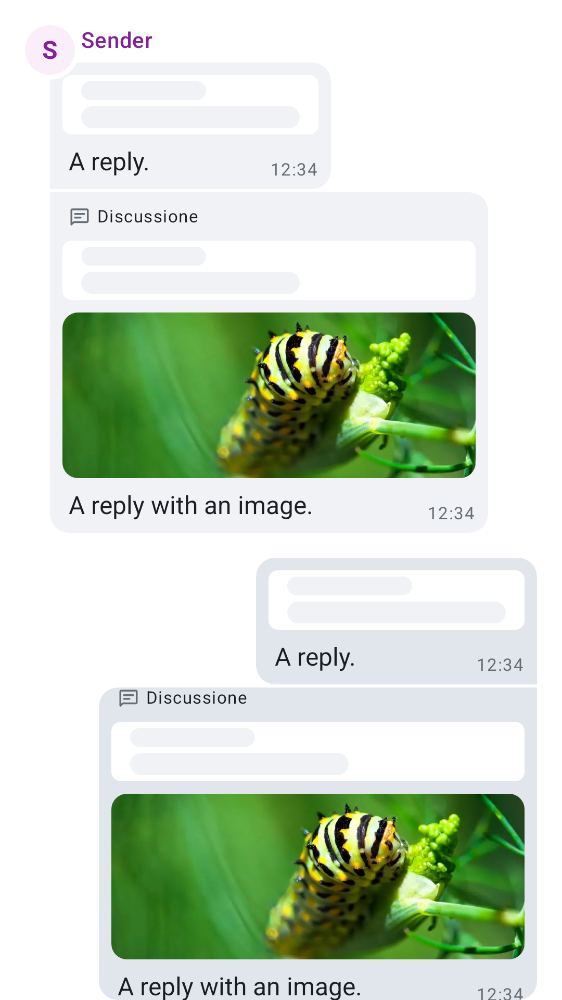 S
Sender
A reply.
12:34
Discussione
A reply with an image.
12:34
A reply.
12:34
Discussione
A reply with an image.
12:34